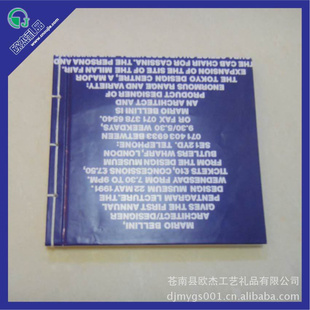 欧杰礼品
MARIO BELLINI,
ARCHITECT/DESIGNER
GIVES THE FIRST ANNUAL
PENTAGRAM LECTURE. THE
DESIGN MUSEUM 22 MAY 1991.
WEDNESDAY FROM 7.30 TO 9PM.
TICKETS £10, CONCESSIONS £7.50,
FROM THE DESIGN MUSEUM
BUTLERS WHARF, LONDON
SE1 2YD. TELEPHONE:
071 403 6933 BETWEEN
9.30/5.30 WEEKDAYS,
OR FAX 071 378 6540.
MARIO BELLINI IS
AN ARCHITECT AND
PRODUCT DESIGNER OF
ENORMOUS RANGE AND VARIETY:
THE TOKYO DESIGN CENTRE, A MAJOR
EXPANSION OF THE SITE OF THE MILAN FAIR,
THE CAB CHAIR FOR CASSINA, THE PERSONA AND
苍南县欧杰工艺礼品有限公司
djmygs001.cn.alibaba.com